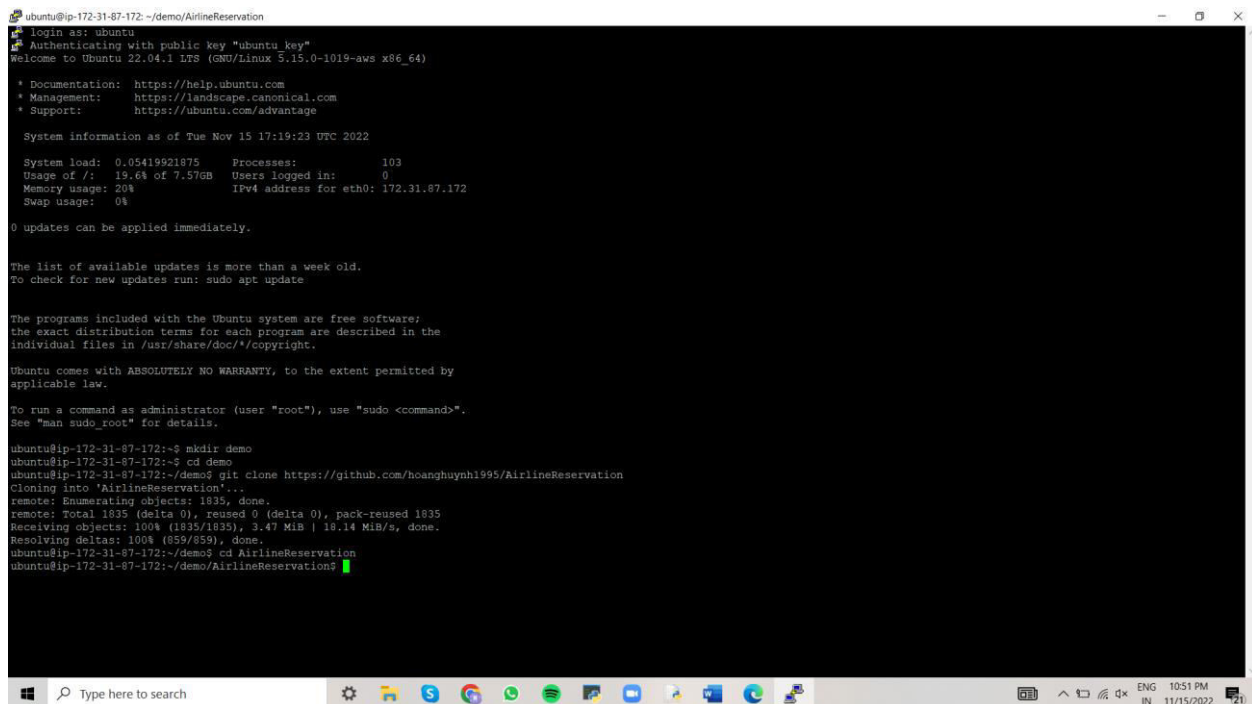 ubuntu@ip-172-31-87-172: ~/demo/AirlineReservation
login as: ubuntu
Authenticating with public key "ubuntu_key"
Welcome to Ubuntu 22.04.1 LTS (GNU/Linux 5.15.0-1019-aws x86_64)
* Documentation: https://help.ubuntu.com
* Management: https://landscape.canonical.com
* Support: https://ubuntu.com/advantage
System information as of Tue Nov 15 17:19:23 UTC 2022
System load: 0.05419921875 Processes: 103
Usage of /: 19.6% of 7.57GB Users logged in: 0
Memory usage: 20% IPv4 address for eth0: 172.31.87.172
Swap usage: 0%
0 updates can be applied immediately.
The list of available updates is more than a week old.
To check for new updates run: sudo apt update
The programs included with the Ubuntu system are free software;
the exact distribution terms for each program are described in the
individual files in /usr/share/doc/*/copyright.
Ubuntu comes with ABSOLUTELY NO WARRANTY, to the extent permitted by
applicable law.
To run a command as administrator (user "root"), use "sudo <command>".
See "man sudo_root" for details.
ubuntu@ip-172-31-87-172:~$ mkdir demo
ubuntu@ip-172-31-87-172:~$ cd demo
ubuntu@ip-172-31-87-172:~/demo$ git clone https://github.com/hoanghuynh1995/AirlineReservation
Cloning into 'AirlineReservation'...
remote: Enumerating objects: 1835, done.
remote: Total 1835 (delta 0), reused 0 (delta 0), pack-reused 1835
Receiving objects: 100% (1835/1835), 3.47 MiB | 18.14 MiB/s, done.
Resolving deltas: 100% (859/859), done.
ubuntu@ip-172-31-87-172:~/demo$ cd AirlineReservation
ubuntu@ip-172-31-87-172:~/demo/AirlineReservation$
Type here to search
ENG 10:51 PM
IN 11/15/2022 21